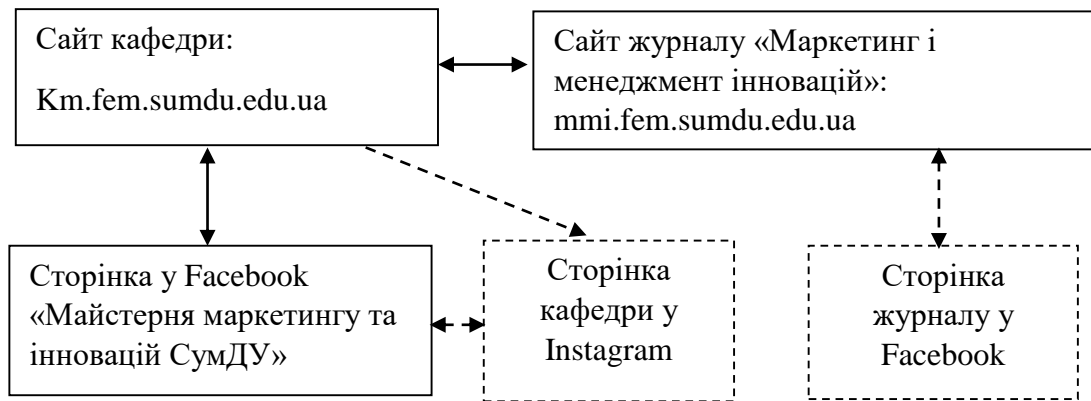 Сайт кафедри:
Km.fem.sumdu.edu.ua
Сайт журналу «Маркетинг і
менеджмент інновацій»:
mmi.fem.sumdu.edu.ua
Сторінка у Facebook
«Майстерня маркетингу та
інновацій СумДУ»
Сторінка
кафедри у
Instagram
Сторінка
журналу у
Facebook